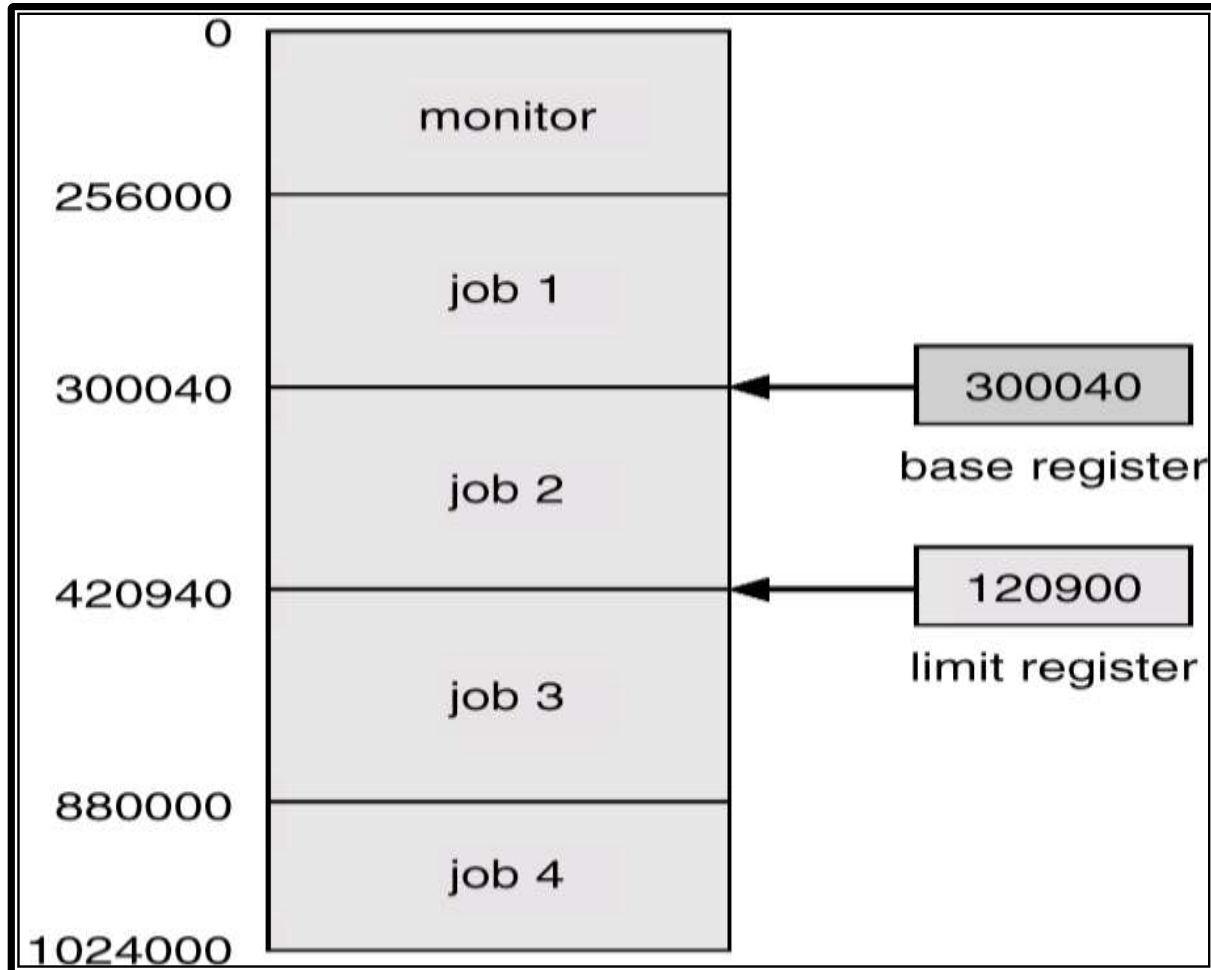 0
monitor
256000
job 1
300040
300040
base register
job 2
420940
120900
limit register
job 3
880000
job 4
1024000